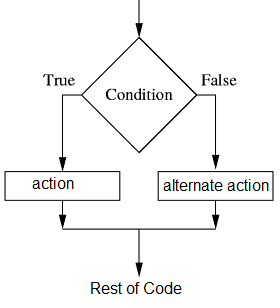 True
False
Condition
action
alternate action
Rest of Code